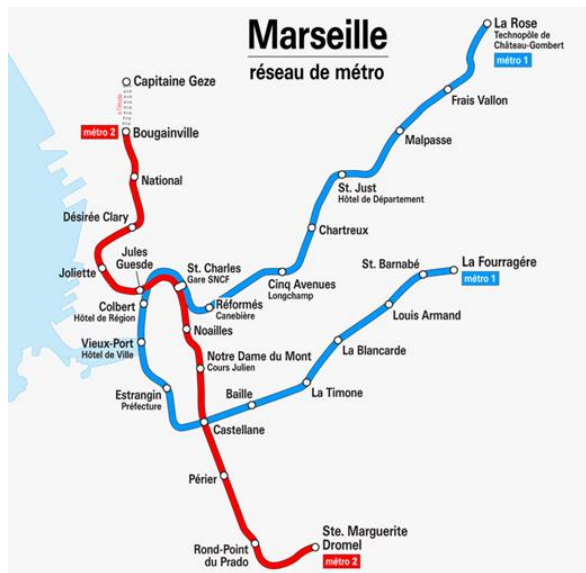 Marseille
réseau de métro
La Rose
Technopôle de
Château-Gombert
métro 1
Frais Vallon
Malpasse
St. Just
Hôtel de Département
Chartreux
Cinq Avenues
Longchamp
Réformés
Canebière
St. Charles
Gare SNCF
Capitaine Geze
à l'étude
métro 2
Bougainville
National
Désirée Clary
Joliette
Jules
Guesde
Colbert
Hôtel de Région
Vieux-Port
Hôtel de Ville
Estrangin
Préfecture
Noailles
Notre Dame du Mont
Cours Julien
Castellane
Baille
La Timone
La Blancarde
Louis Armand
St. Barnabé
La Fourragére
métro 1
Périer
Rond-Point
du Prado
Ste. Marguerite
Dromel
métro 2